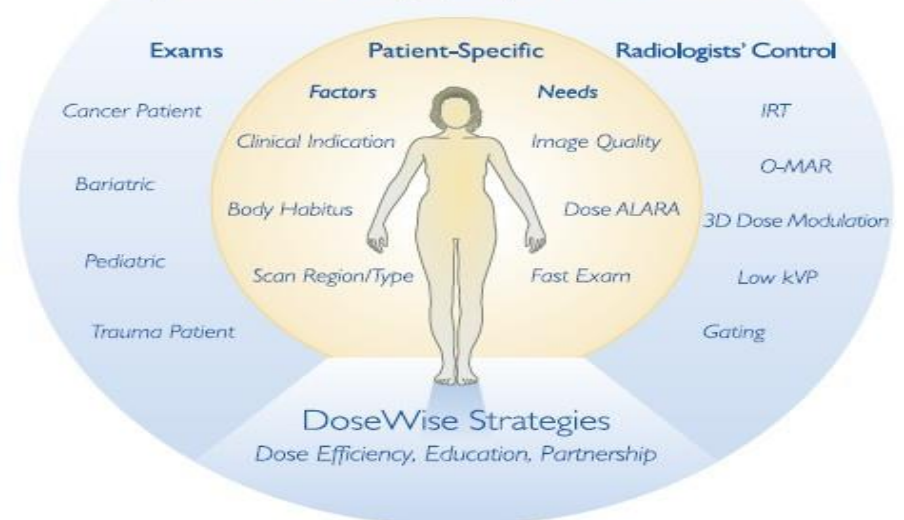 Exams
Patient-Specific
Radiologists' Control
Factors
Needs
Cancer Patient
Clinical Indication
Image Quality
IRT
Bariatric
Body Habitus
Dose ALARA
O-MAR
3D Dose Modulation
Pediatric
Scan Region/Type
Fast Exam
Low kVP
Trauma Patient
Gating
DoseWise Strategies
Dose Efficiency, Education, Partnership